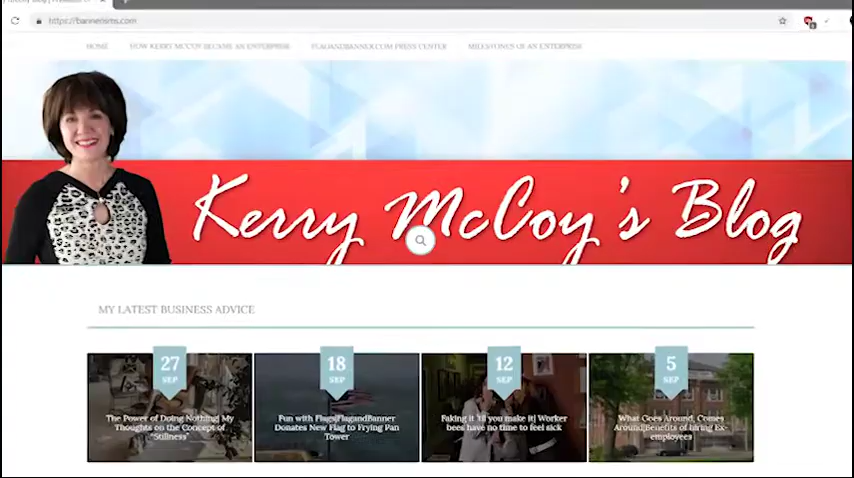 https://bannerisms.com
HOME HOW KERRY MCCOY BECAME AN ENTERPRISE FLAGANDBANNER.COM PRESS CENTER MILESTONES OF AN ENTERPRISE
Kerry McCoy's Blog
MY LATEST BUSINESS ADVICE
27
SEP
The Power of Doing Nothing| My
Thoughts on the Concept of
"Stillness"
18
SEP
Fun with Flags|FlagandBanner
Donates New Flag to Frying Pan
Tower
12
SEP
Faking it 'til you make it| Worker
bees have no time to feel sick
5
SEP
What Goes Around, Comes
Around|Benefits of hiring Ex-
employees